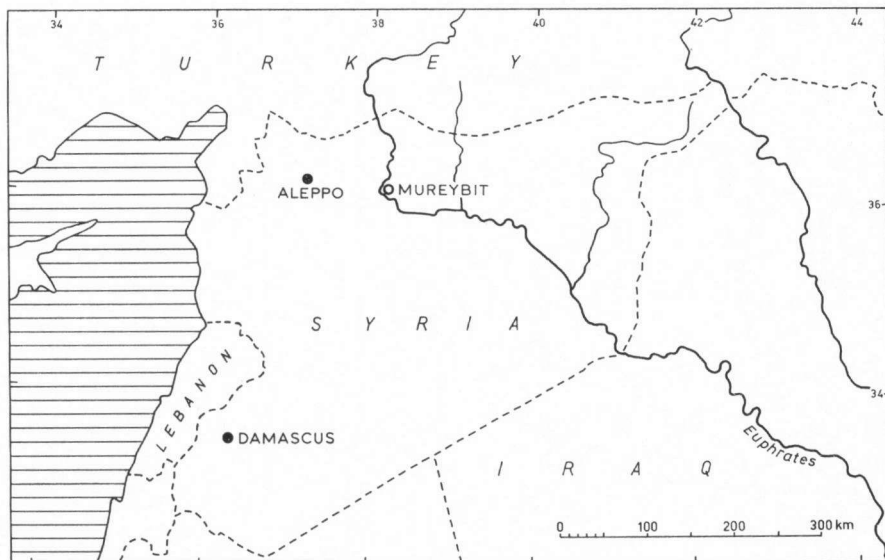 34 36 38 40 42 44
T U R K E Y
ALEPPO
MUREYBIT
36
S Y R I A
LEBANON
34
DAMASCUS
Euphrates
I R A Q
0 100 200 300 km